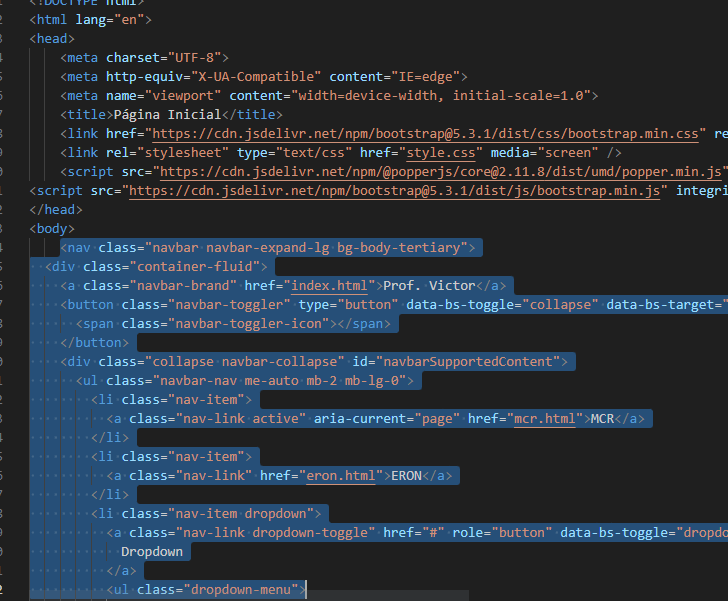 <!DOCTYPE html>
<html lang="en">
<head>
<meta charset="UTF-8">
<meta http-equiv="X-UA-Compatible" content="IE=edge">
<meta name="viewport" content="width=device-width, initial-scale=1.0">
<title>Página Inicial</title>
<link href="https://cdn.jsdelivr.net/npm/bootstrap@5.3.1/dist/css/bootstrap.min.css" re
<link rel="stylesheet" type="text/css" href="style.css" media="screen" />
<script src="https://cdn.jsdelivr.net/npm/@popperjs/core@2.11.8/dist/umd/popper.min.js"
<script src="https://cdn.jsdelivr.net/npm/bootstrap@5.3.1/dist/js/bootstrap.min.js" integri
</head>
<body>
<nav class="navbar navbar-expand-lg bg-body-tertiary">
<div class="container-fluid">
<a class="navbar-brand" href="index.html">Prof. Victor</a>
<button class="navbar-toggler" type="button" data-bs-toggle="collapse" data-bs-target="
<span class="navbar-toggler-icon"></span>
</button>
<div class="collapse navbar-collapse" id="navbarSupportedContent">
<ul class="navbar-nav me-auto mb-2 mb-lg-0">
<li class="nav-item">
<a class="nav-link active" aria-current="page" href="mcr.html">MCR</a>
</li>
<li class="nav-item">
<a class="nav-link" href="eron.html">ERON</a>
</li>
<li class="nav-item dropdown">
<a class="nav-link dropdown-toggle" href="#" role="button" data-bs-toggle="dropdo
Dropdown
</a>
<ul class="dropdown-menu">